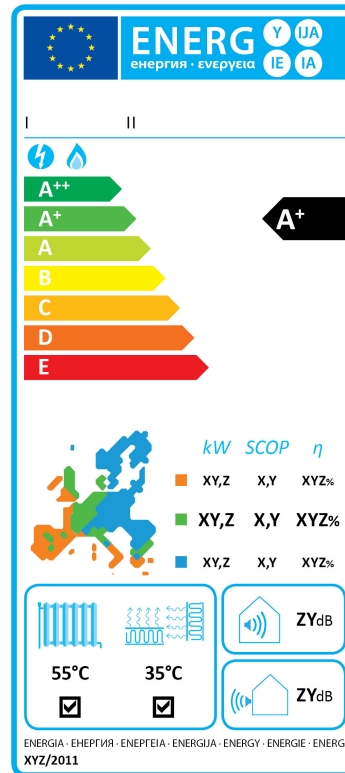 ENERG Y IJA
енергия · ενεργεια IE IA
I II
A++
A+ A+
A
B
C
D
E
kW SCOP η
XY,Z X,Y XYZ%
XY,Z X,Y XYZ%
XY,Z X,Y XYZ%
55°C 35°C
ZYdB
ZYdB
ENERGIA · ЕНЕРГИЯ · ΕΝΕΡΓΕΙΑ · ENERGIJA · ENERGY · ENERGIE · ENERG
XYZ/2011